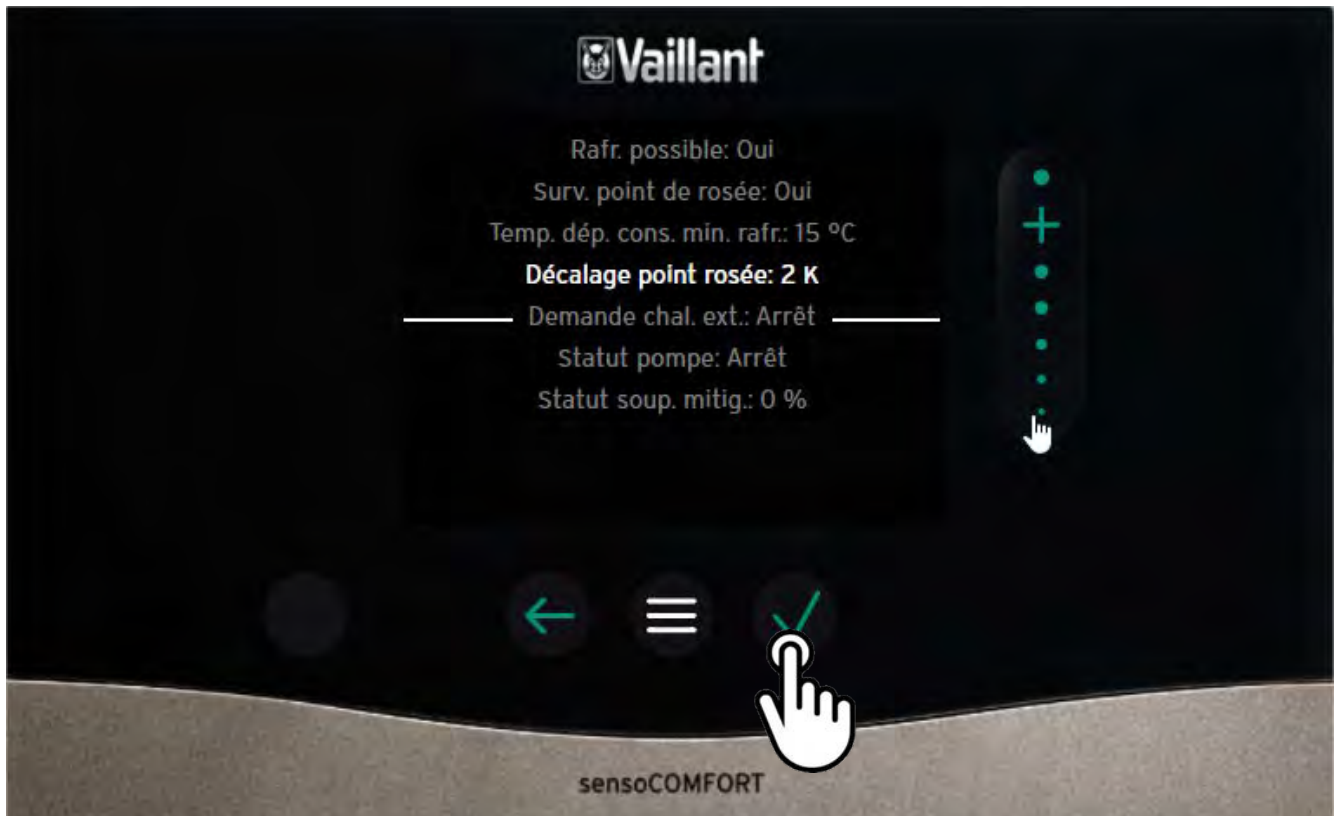 Vaillant
Rafr. possible: Oui
Surv. point de rosée: Oui
Temp. dép. cons. min. rafr.: 15 °C
Décalage point rosée: 2 K
Demande chal. ext.: Arrêt
Statut pompe: Arrêt
Statut soup. mitig.: 0 %
sensoCOMFORT